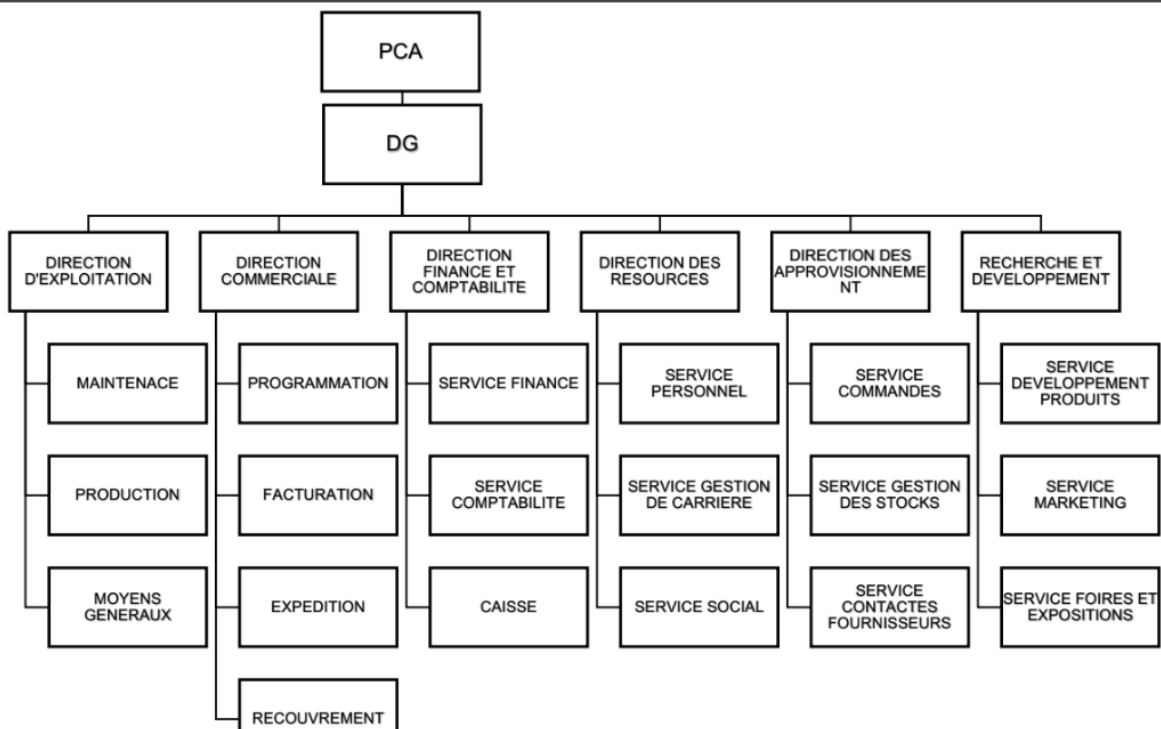 PCA
DG
DIRECTION
D'EXPLOITATION
DIRECTION
COMMERCIALE
DIRECTION
FINANCE ET
COMPTABILITE
DIRECTION DES
RESOURCES
DIRECTION DES
APPROVISIONNEME
NT
RECHERCHE ET
DEVELOPPEMENT
MAINTENACE
PROGRAMMATION
SERVICE FINANCE
SERVICE
PERSONNEL
SERVICE
COMMANDES
SERVICE
DEVELOPPEMENT
PRODUITS
PRODUCTION
FACTURATION
SERVICE
COMPTABILITE
SERVICE GESTION
DE CARRIERE
SERVICE GESTION
DES STOCKS
SERVICE
MARKETING
MOYENS
GENERAUX
EXPEDITION
CAISSE
SERVICE SOCIAL
SERVICE
CONTACTES
FOURNISSEURS
SERVICE FOIRES ET
EXPOSITIONS
RECOUVREMENT